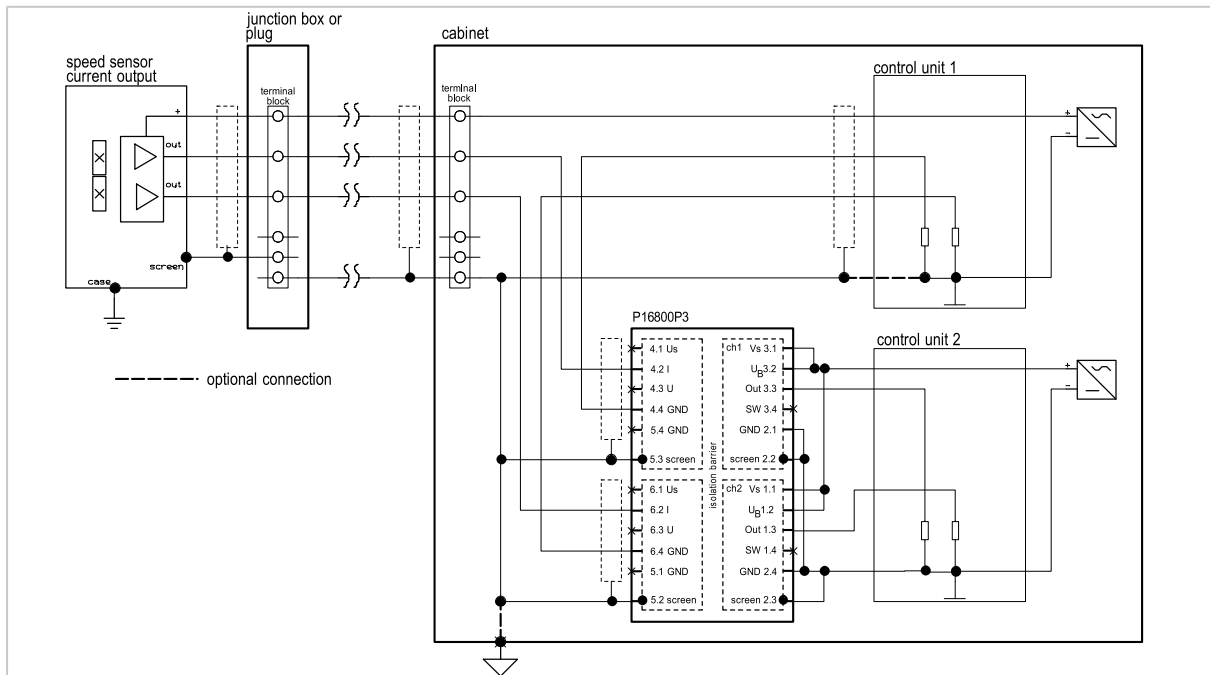 junction box or
plug
cabinet
speed sensor
current output
terminal
block
terminal
block
control unit 1
+
out
out
screen
case
+
-
P16800P3
4.1 Us
4.2 I
4.3 U
4.4 GND
5.4 GND
5.3 screen
ch1 Vs 3.1
UB3.2
Out 3.3
SW 3.4
GND 2.1
screen 2.2
isolation barrier
6.1 Us
6.2 I
6.3 U
6.4 GND
5.1 GND
5.2 screen
ch2 Vs 1.1
UB1.2
Out 1.3
SW 1.4
GND 2.4
screen 2.3
control unit 2
+
-
optional connection